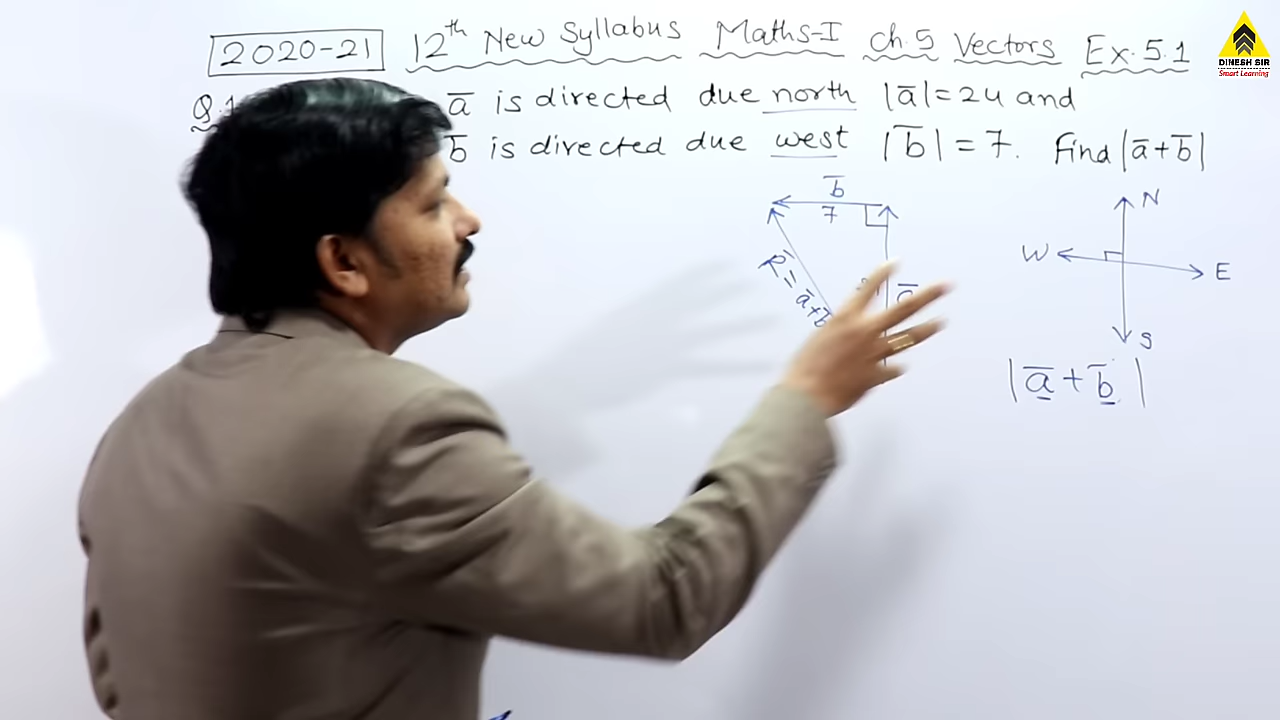 2020-21 12th New Syllabus Maths-I Ch.5 Vectors Ex.5.1
Q.1 a̅ is directed due north |a̅|=24 and
b̅ is directed due west |b̅| = 7. Find |a̅+b̅|
b̅
7
R̅ = a̅+b̅
a̅
N
W
E
S
|a̅+b̅|
DINESH SIR
Smart Learning